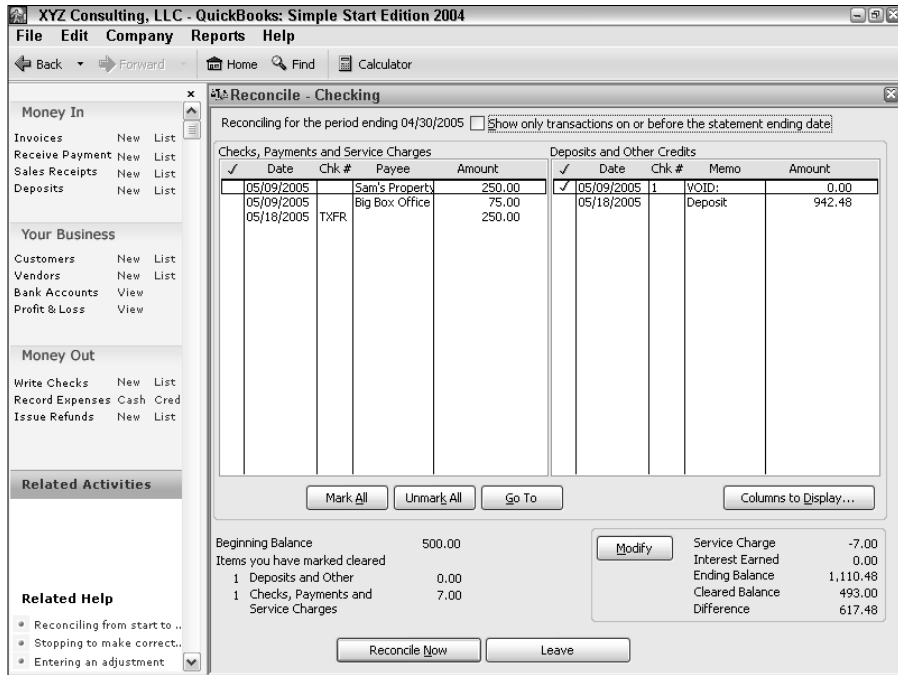 XYZ Consulting, LLC - QuickBooks: Simple Start Edition 2004
File Edit Company Reports Help
Back Forward Home Find Calculator
Money In
Invoices New List
Receive Payment New List
Sales Receipts New List
Deposits New List
Your Business
Customers New List
Vendors New List
Bank Accounts View
Profit & Loss View
Money Out
Write Checks New List
Record Expenses Cash Cred
Issue Refunds New List
Related Activities
Related Help
Reconciling from start to ..
Stopping to make correct..
Entering an adjustment
Reconcile - Checking
Reconciling for the period ending 04/30/2005 Show only transactions on or before the statement ending date
Checks, Payments and Service Charges
✓ Date Chk # Payee Amount
05/09/2005 Sam's Property 250.00
05/09/2005 Big Box Office 75.00
05/18/2005 TXFR 250.00
Deposits and Other Credits
✓ Date Chk # Memo Amount
✓ 05/09/2005 1 VOID: 0.00
05/18/2005 Deposit 942.48
Mark All Unmark All Go To Columns to Display...
Beginning Balance 500.00
Items you have marked cleared
1 Deposits and Other 0.00
1 Checks, Payments and 7.00
Service Charges
Modify
Service Charge -7.00
Interest Earned 0.00
Ending Balance 1,110.48
Cleared Balance 493.00
Difference 617.48
Reconcile Now Leave